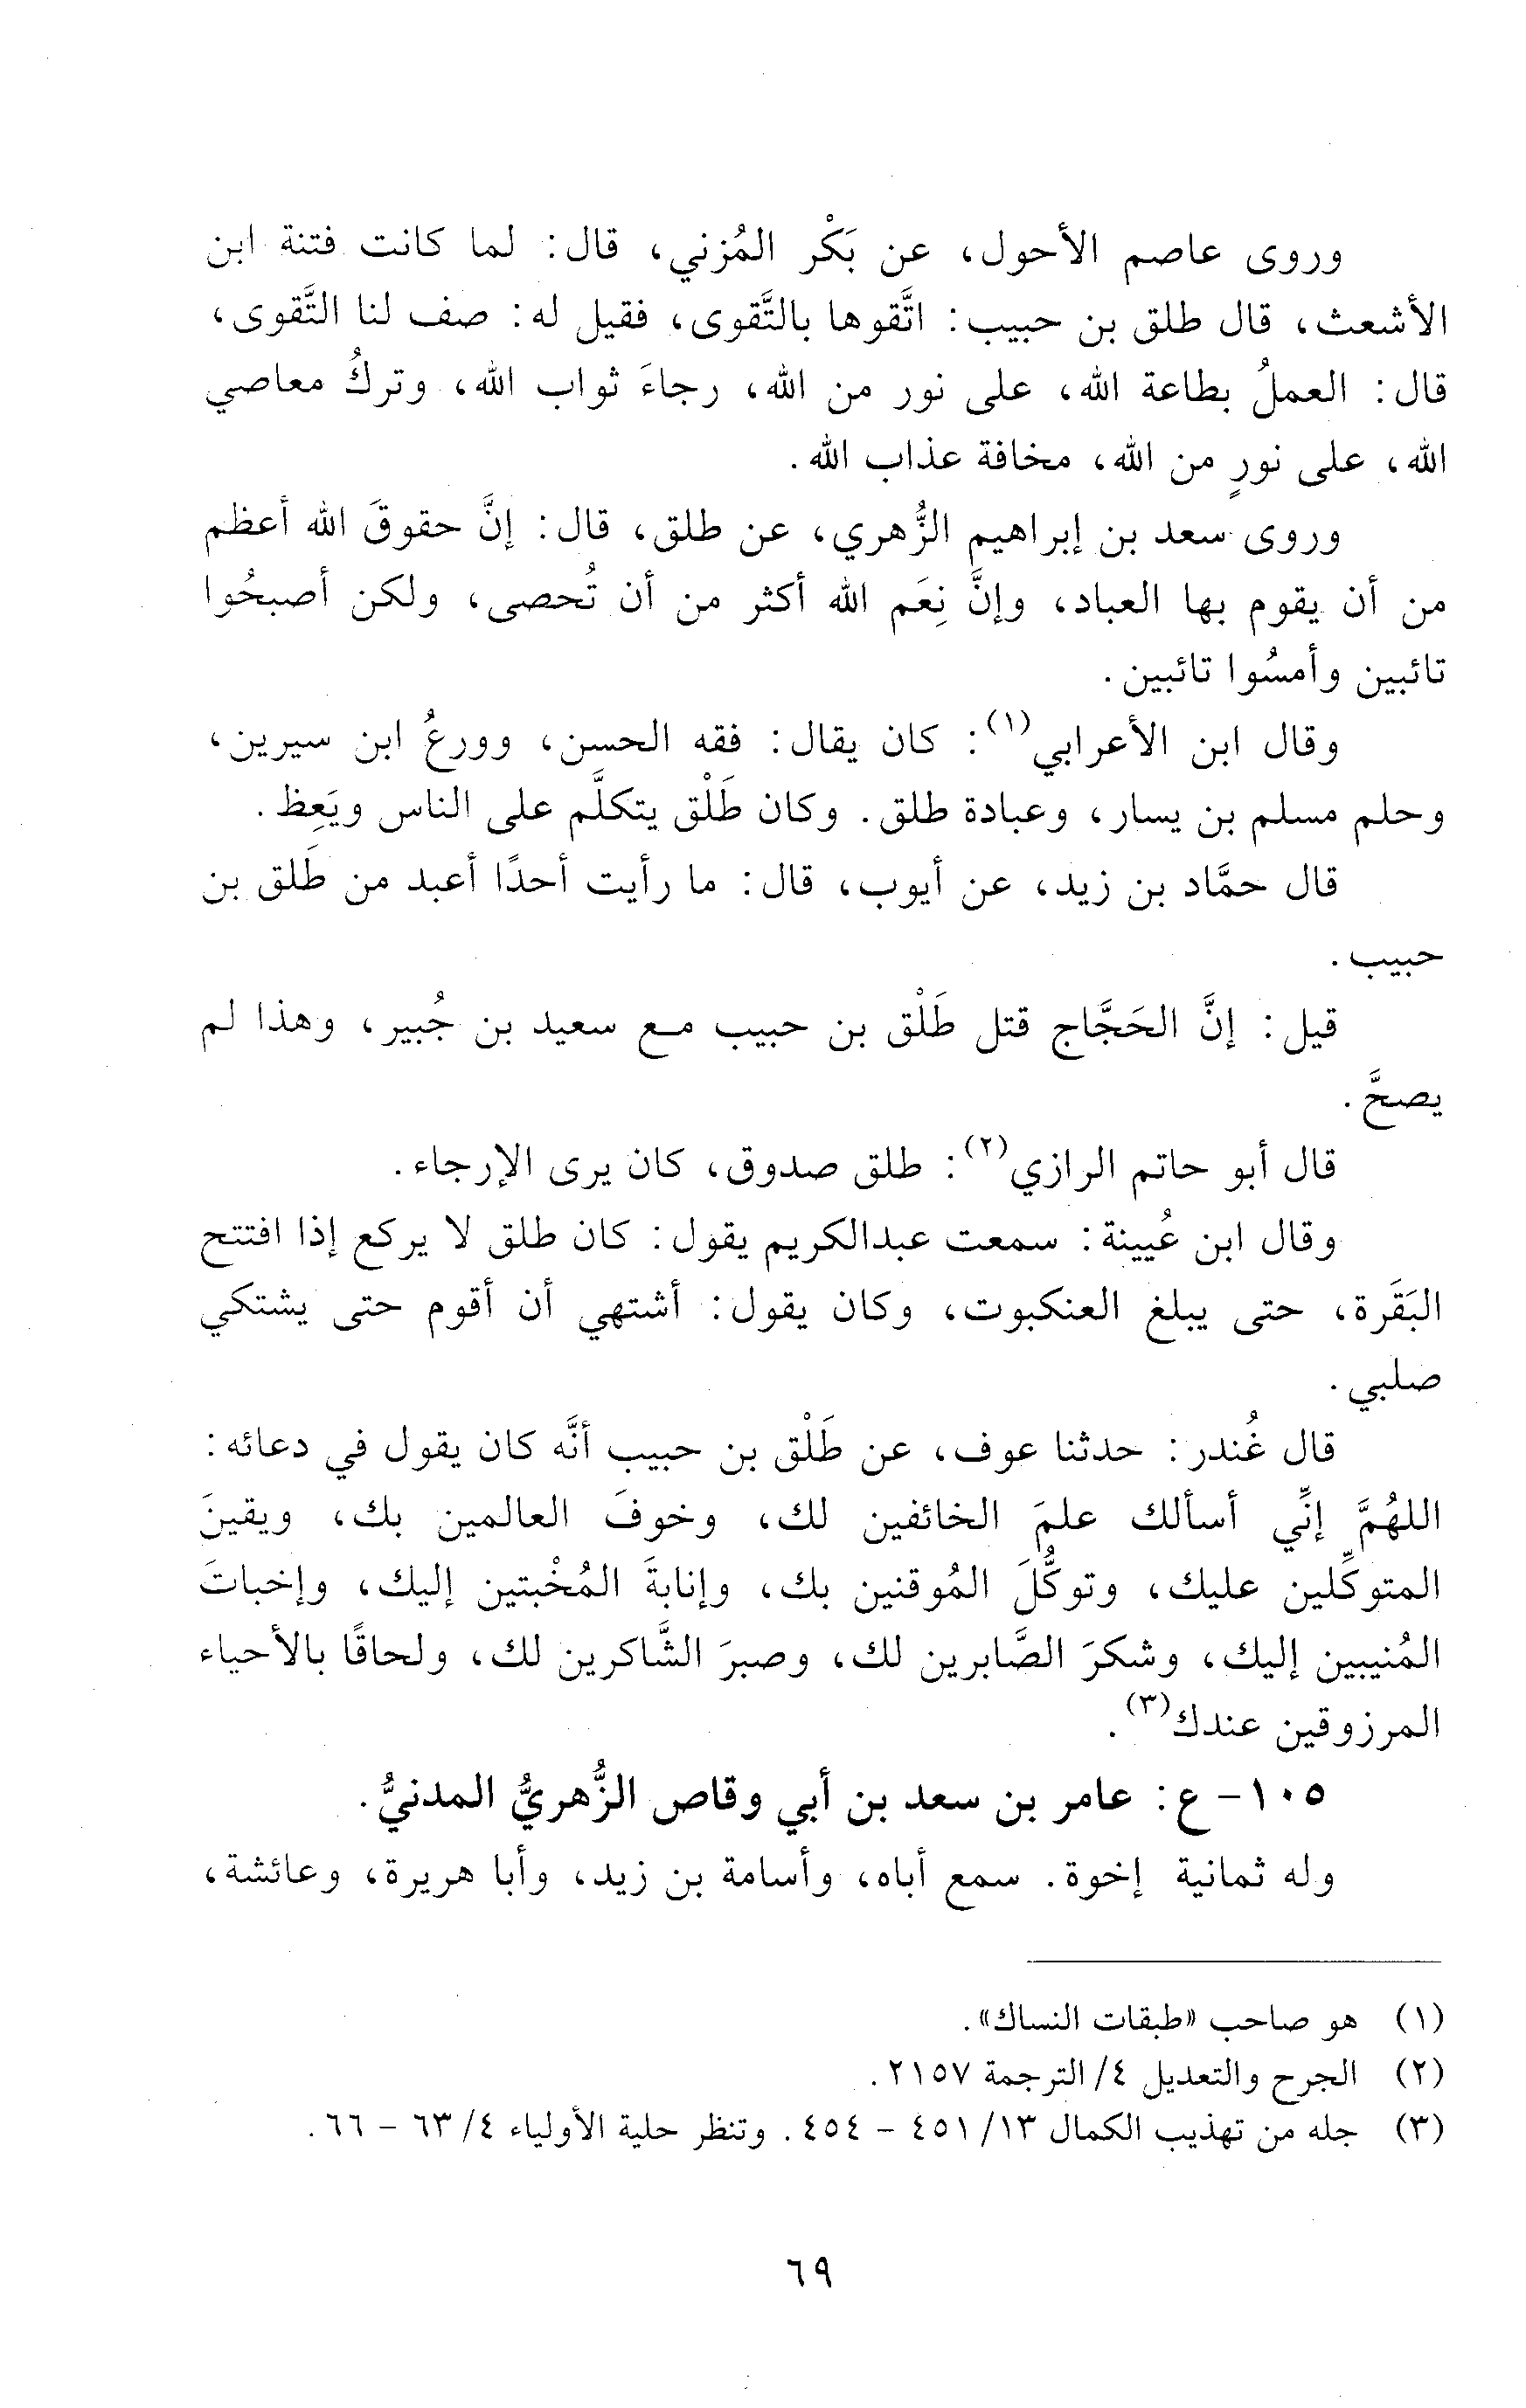 وروى عاصم الأحول، عن بَكْر المُزني، قال: لما كانت فتنة ابن
الأشعث، قال طلق بن حبيب: اتَّقوها بالتَّقوى، فقيل له: صف لنا التَّقوى،
قال: العملُ بطاعة الله، على نور من الله، رجاءَ ثواب الله، وتركُ معاصي
الله، على نورٍ من الله، مخافة عذاب الله.
وروى سعد بن إبراهيم الزُّهري، عن طلق، قال: إنَّ حقوقَ الله أعظم
من أن يقوم بها العباد، وإنَّ نِعَم الله أكثر من أن تُحصى، ولكن أصبحُوا
تائبين وأمسُوا تائبين.
وقال ابن الأعرابي(١): كان يقال: فقه الحسن، وورعُ ابن سيرين،
وحلم مسلم بن يسار، وعبادة طلق. وكان طَلْق يتكلَّم على الناس ويَعِظ.
قال حمَّاد بن زيد، عن أيوب، قال: ما رأيت أحدًا أعبد من طَلق بن
حبيب.
قيل: إنَّ الحَجَّاج قتل طَلْق بن حبيب مع سعيد بن جُبير، وهذا لم
يصحَّ.
قال أبو حاتم الرازي(٢): طلق صدوق، كان يرى الإرجاء.
وقال ابن عُيينة: سمعت عبدالكريم يقول: كان طلق لا يركع إذا افتتح
البَقَرة، حتى يبلغ العنكبوت، وكان يقول: أشتهي أن أقوم حتى يشتكي
صلبي.
قال غُندر: حدثنا عوف، عن طَلْق بن حبيب أنَّه كان يقول في دعائه:
اللهُمَّ إنِّي أسألك علمَ الخائفين لك، وخوفَ العالمين بك، ويقينَ
المتوكِّلين عليك، وتوكُّلَ المُوقنين بك، وإنابةَ المُخْبتين إليك، وإخباتَ
المُنيبين إليك، وشكرَ الصَّابرين لك، وصبرَ الشَّاكرين لك، ولحاقًا بالأحياء
المرزوقين عندك(٣).
١٠٥- ع: عامر بن سعد بن أبي وقاص الزُّهريُّ المدنيُّ.
وله ثمانية إخوة. سمع أباه، وأسامة بن زيد، وأبا هريرة، وعائشة،
(١) هو صاحب «طبقات النساك».
(٢) الجرح والتعديل ٤/ الترجمة ٢١٥٧.
(٣) جله من تهذيب الكمال ١٣/ ٤٥١ - ٤٥٤. وتنظر حلية الأولياء ٤/ ٦٣ - ٦٦.
٦٩